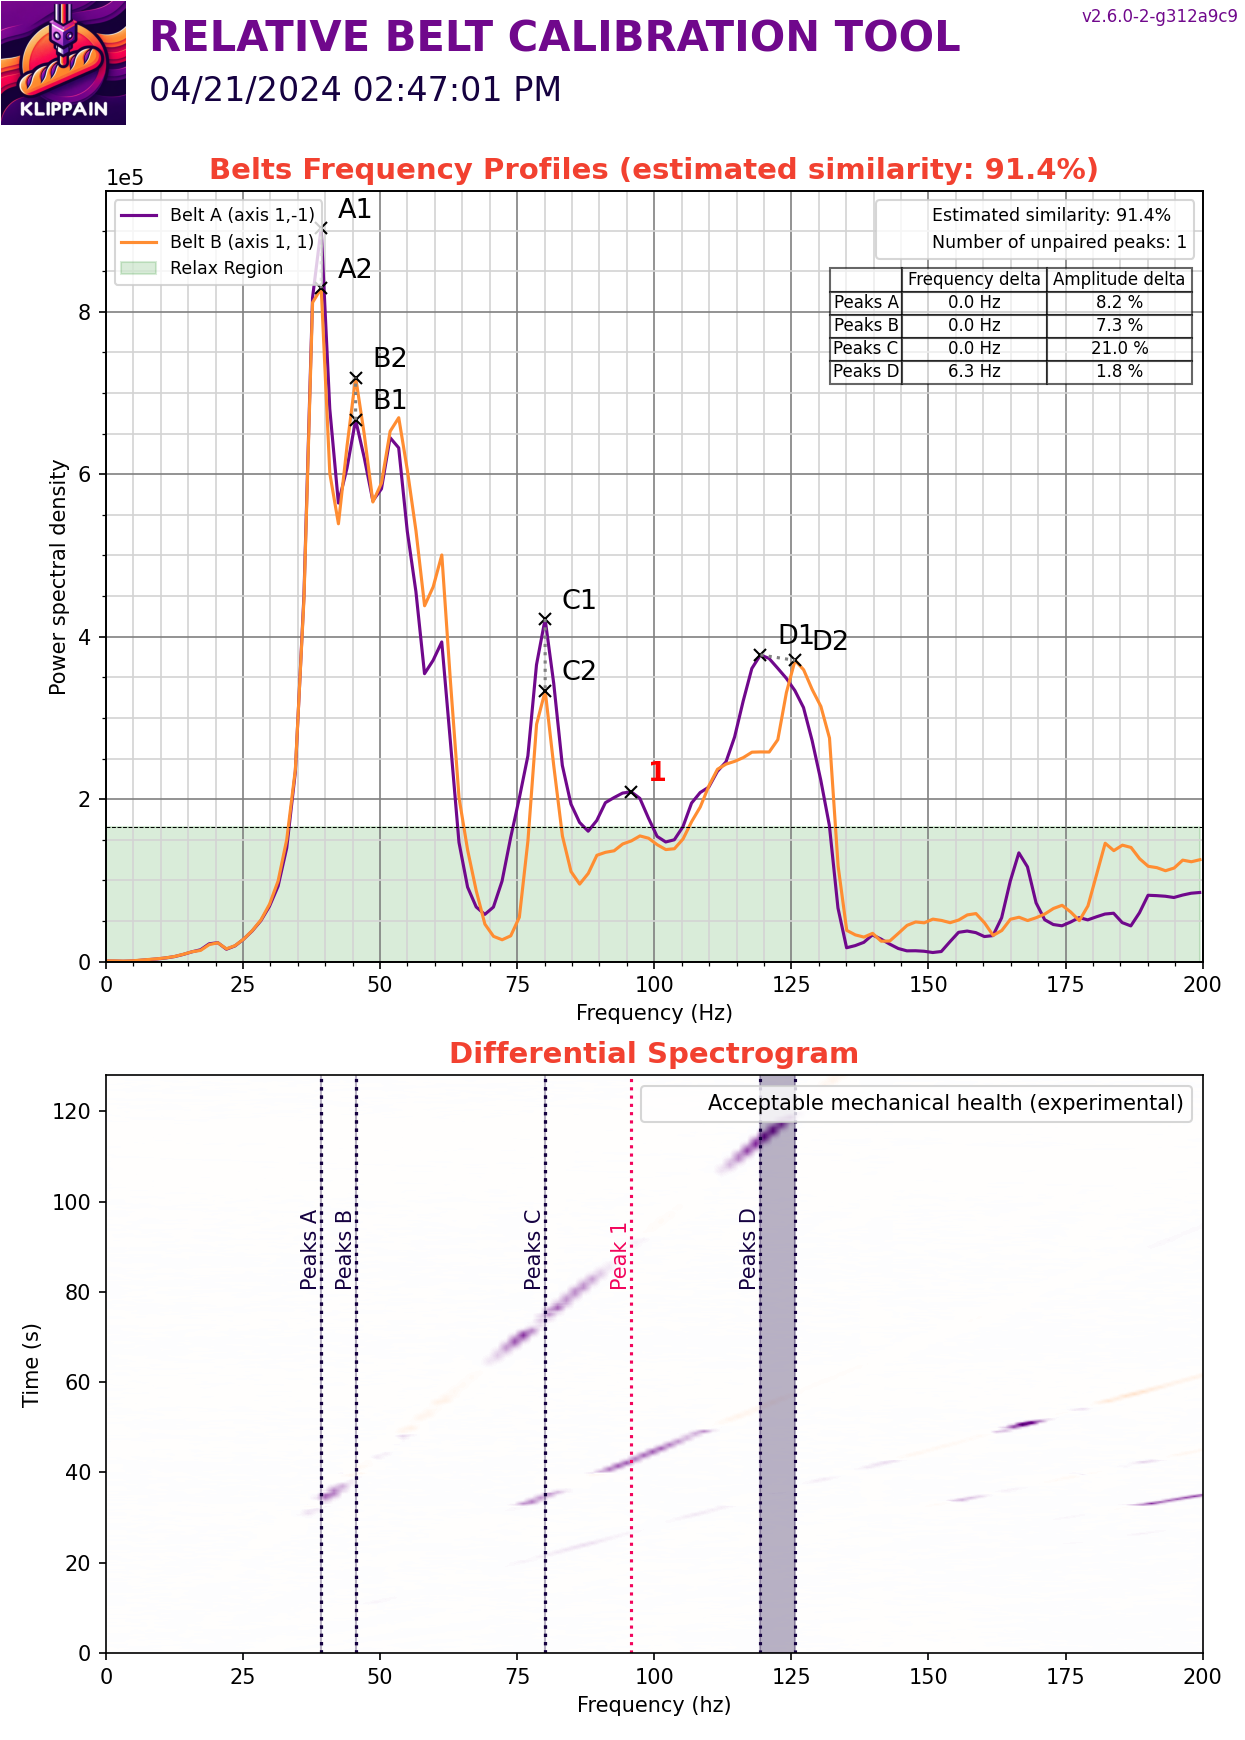 v2.6.0-2-g312a9c9
RELATIVE BELT CALIBRATION TOOL
04/21/2024 02:47:01 PM
KLIPPAIN
Belts Frequency Profiles (estimated similarity: 91.4%)
1e5
Belt A (axis 1,-1)
Belt B (axis 1, 1)
Relax Region
Estimated similarity: 91.4%
Number of unpaired peaks: 1
Frequency delta Amplitude delta
Peaks A 0.0 Hz 8.2 %
Peaks B 0.0 Hz 7.3 %
Peaks C 0.0 Hz 21.0 %
Peaks D 6.3 Hz 1.8 %
A1
A2
B2
B1
C1
C2
D1
D2
1
Power spectral density
8
6
4
2
0
0 25 50 75 100 125 150 175 200
Frequency (Hz)
Differential Spectrogram
Acceptable mechanical health (experimental)
Peaks A
Peaks B
Peaks C
Peak 1
Peaks D
Time (s)
120
100
80
60
40
20
0
0 25 50 75 100 125 150 175 200
Frequency (hz)